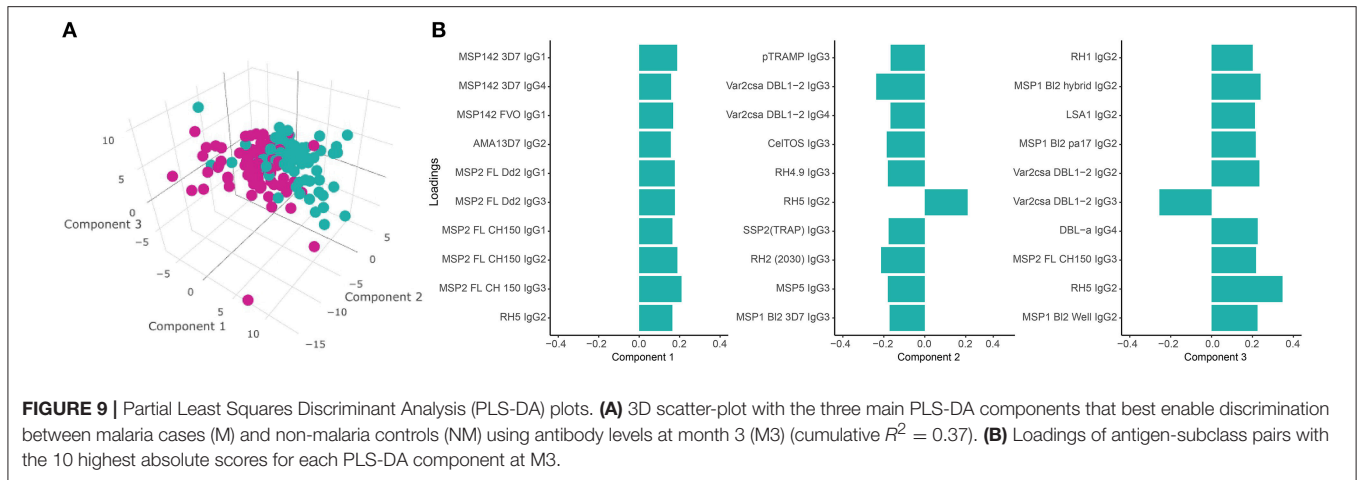 A
10
5
0
Component 3
−5
−5
0
5
Component 1
10
−15
−10
Component 2
−5
0
5
B
Loadings
MSP142 3D7 IgG1
MSP142 3D7 IgG4
MSP142 FVO IgG1
AMA13D7 IgG2
MSP2 FL Dd2 IgG1
MSP2 FL Dd2 IgG3
MSP2 FL CH150 IgG1
MSP2 FL CH150 IgG2
MSP2 FL CH 150 IgG3
RH5 IgG2
−0.4 −0.2 0.0 0.2 0.4
Component 1
pTRAMP IgG3
Var2csa DBL1−2 IgG3
Var2csa DBL1−2 IgG4
CelTOS IgG3
RH4.9 IgG3
RH5 IgG2
SSP2(TRAP) IgG3
RH2 (2030) IgG3
MSP5 IgG3
MSP1 Bl2 3D7 IgG3
−0.4 −0.2 0.0 0.2 0.4
Component 2
RH1 IgG2
MSP1 Bl2 hybrid IgG2
LSA1 IgG2
MSP1 Bl2 pa17 IgG2
Var2csa DBL1−2 IgG2
Var2csa DBL1−2 IgG3
DBL−a IgG4
MSP2 FL CH150 IgG3
RH5 IgG2
MSP1 Bl2 Well IgG2
−0.4 −0.2 0.0 0.2 0.4
Component 3
FIGURE 9 | Partial Least Squares Discriminant Analysis (PLS-DA) plots. (A) 3D scatter-plot with the three main PLS-DA components that best enable discrimination
between malaria cases (M) and non-malaria controls (NM) using antibody levels at month 3 (M3) (cumulative R² = 0.37). (B) Loadings of antigen-subclass pairs with
the 10 highest absolute scores for each PLS-DA component at M3.